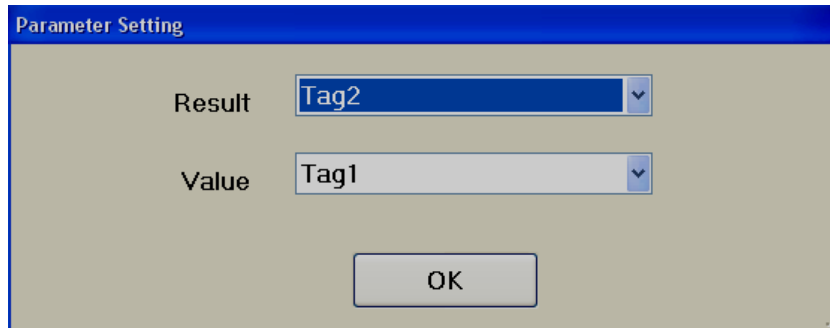 Parameter Setting
Result
Tag2
Value
Tag1
OK